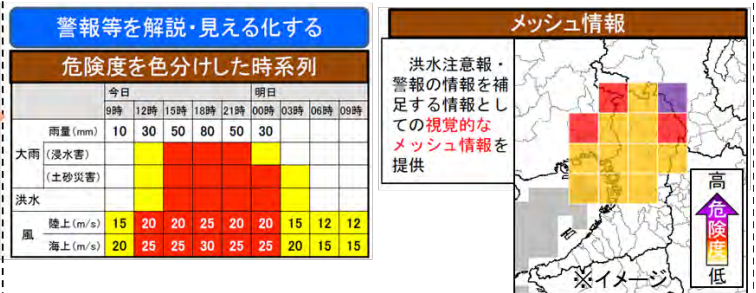 警報等を解説・見える化する
危険度を色分けした時系列
今日 明日
9時 12時 15時 18時 21時 00時 03時 06時 09時
雨量(mm) 10 30 50 80 50 30
大雨 (浸水害)
(土砂災害)
洪水
風 陸上(m/s) 15 20 20 25 20 20 15 12 12
海上(m/s) 20 25 25 30 25 25 20 15 15
メッシュ情報
洪水注意報・
警報の情報を補
足する情報とし
ての視覚的な
メッシュ情報を
提供
高
危険度
低
※イメージ